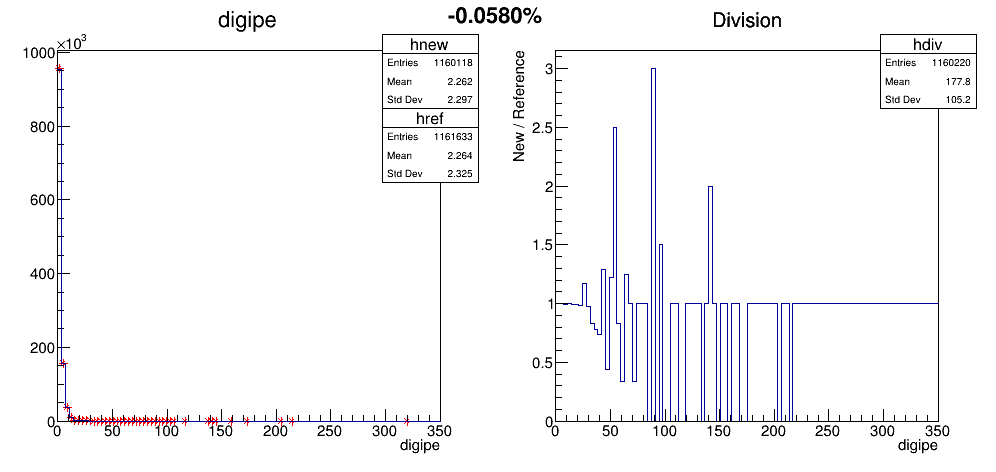 -0.0580%
digipe
×10³
hnew
Entries 1160118
Mean 2.262
Std Dev 2.297
href
Entries 1161633
Mean 2.264
Std Dev 2.325
1000
800
600
400
200
0
0 50 100 150 200 250 300 350
digipe
Division
hdiv
Entries 1160220
Mean 177.8
Std Dev 105.2
New / Reference
3
2.5
2
1.5
1
0.5
0
0 50 100 150 200 250 300 350
digipe